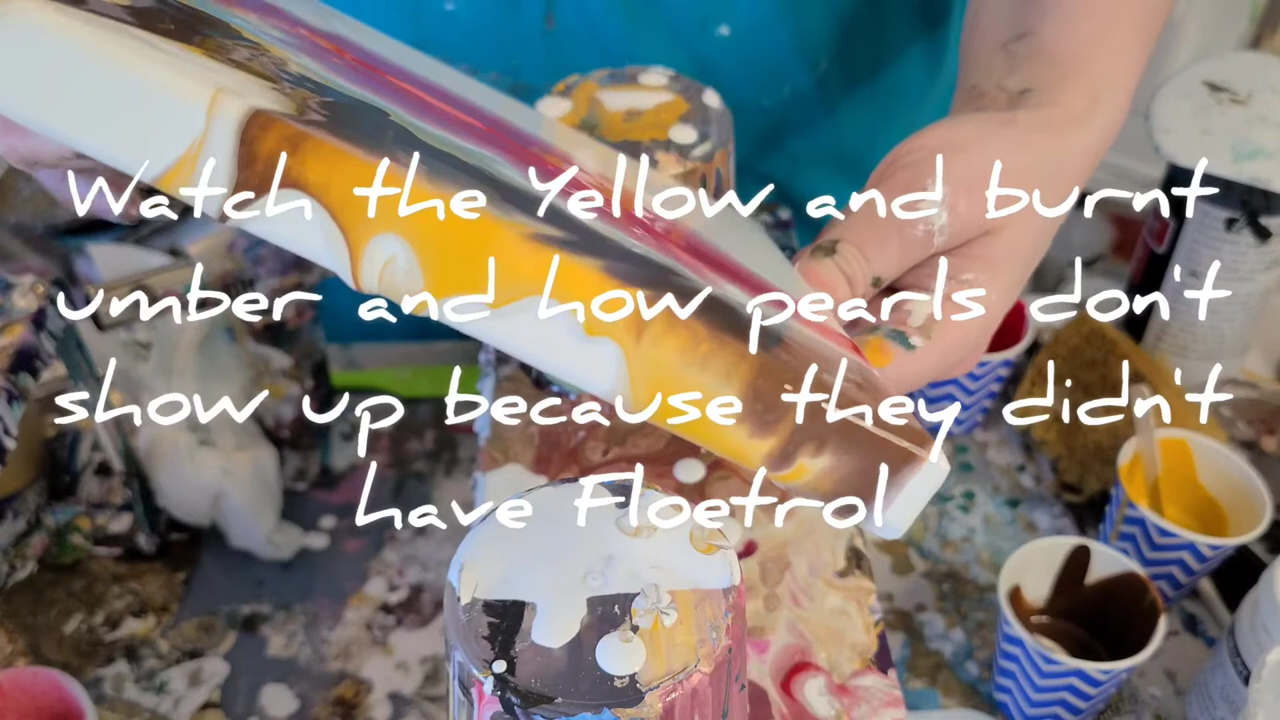 Watch the Yellow and burnt
umber and how pearls don't
show up because they didn't
have Floetrol